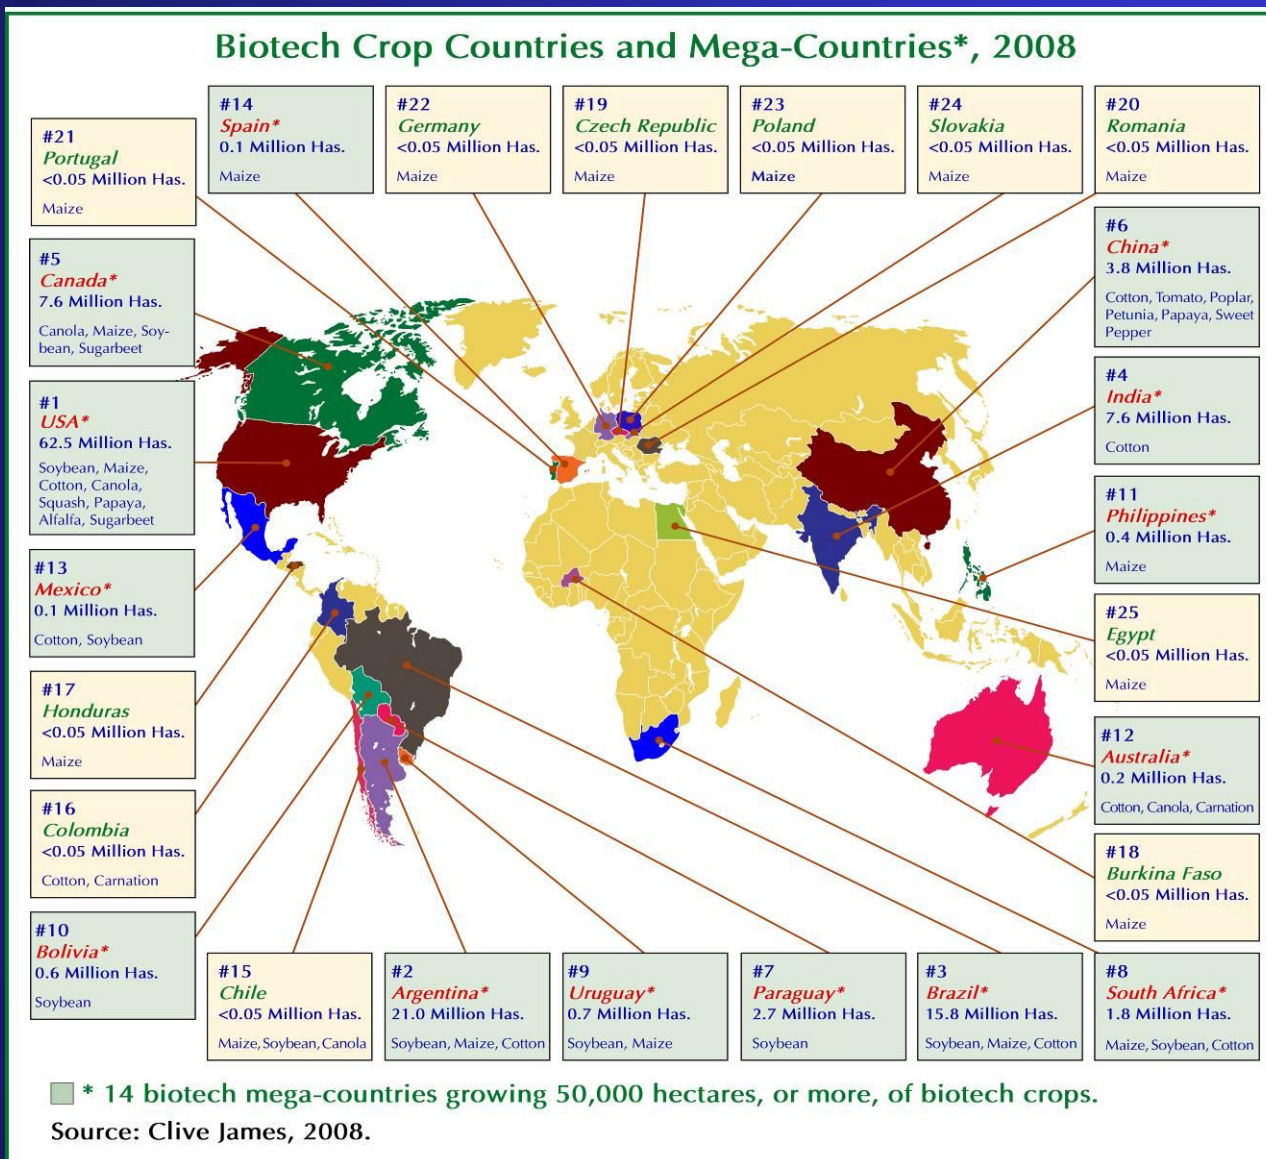 Biotech Crop Countries and Mega-Countries*, 2008
#21
Portugal
<0.05 Million Has.
Maize
#14
Spain*
0.1 Million Has.
Maize
#22
Germany
<0.05 Million Has.
Maize
#19
Czech Republic
<0.05 Million Has.
Maize
#23
Poland
<0.05 Million Has.
Maize
#24
Slovakia
<0.05 Million Has.
Maize
#20
Romania
<0.05 Million Has.
Maize
#5
Canada*
7.6 Million Has.
Canola, Maize, Soy-
bean, Sugarbeet
#1
USA*
62.5 Million Has.
Soybean, Maize,
Cotton, Canola,
Squash, Papaya,
Alfalfa, Sugarbeet
#13
Mexico*
0.1 Million Has.
Cotton, Soybean
#17
Honduras
<0.05 Million Has.
Maize
#16
Colombia
<0.05 Million Has.
Cotton, Carnation
#10
Bolivia*
0.6 Million Has.
Soybean
#6
China*
3.8 Million Has.
Cotton, Tomato, Poplar,
Petunia, Papaya, Sweet
Pepper
#4
India*
7.6 Million Has.
Cotton
#11
Philippines*
0.4 Million Has.
Maize
#25
Egypt
<0.05 Million Has.
Maize
#12
Australia*
0.2 Million Has.
Cotton, Canola, Carnation
#18
Burkina Faso
<0.05 Million Has.
Maize
#15
Chile
<0.05 Million Has.
Maize, Soybean, Canola
#2
Argentina*
21.0 Million Has.
Soybean, Maize, Cotton
#9
Uruguay*
0.7 Million Has.
Soybean, Maize
#7
Paraguay*
2.7 Million Has.
Soybean
#3
Brazil*
15.8 Million Has.
Soybean, Maize, Cotton
#8
South Africa*
1.8 Million Has.
Maize, Soybean, Cotton
* 14 biotech mega-countries growing 50,000 hectares, or more, of biotech crops.
Source: Clive James, 2008.